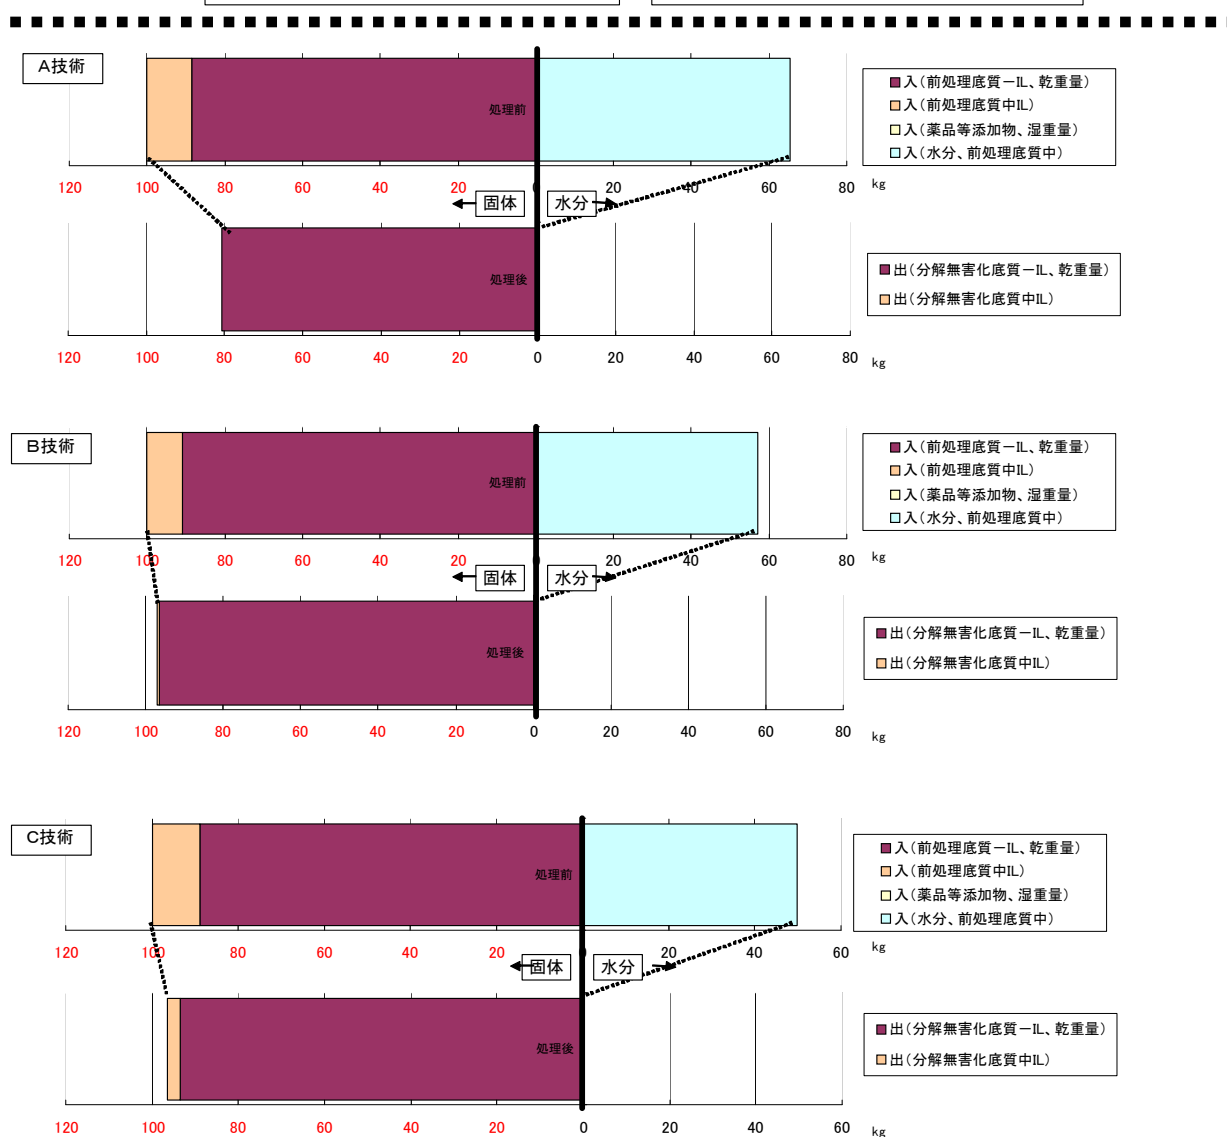 A技術
処理前
入(前処理底質-IL、乾重量)
入(前処理底質中IL)
入(薬品等添加物、湿重量)
入(水分、前処理底質中)
120 100 80 60 40 20 0 20 40 60 80 kg
固体 水分
処理後
出(分解無害化底質-IL、乾重量)
出(分解無害化底質中IL)
120 100 80 60 40 20 0 20 40 60 80 kg
B技術
処理前
入(前処理底質-IL、乾重量)
入(前処理底質中IL)
入(薬品等添加物、湿重量)
入(水分、前処理底質中)
120 100 80 60 40 20 0 20 40 60 80 kg
固体 水分
処理後
出(分解無害化底質-IL、乾重量)
出(分解無害化底質中IL)
120 100 80 60 40 20 0 20 40 60 80 kg
C技術
処理前
入(前処理底質-IL、乾重量)
入(前処理底質中IL)
入(薬品等添加物、湿重量)
入(水分、前処理底質中)
120 100 80 60 40 20 0 20 40 60 kg
固体 水分
処理後
出(分解無害化底質-IL、乾重量)
出(分解無害化底質中IL)
120 100 80 60 40 20 0 20 40 60 kg